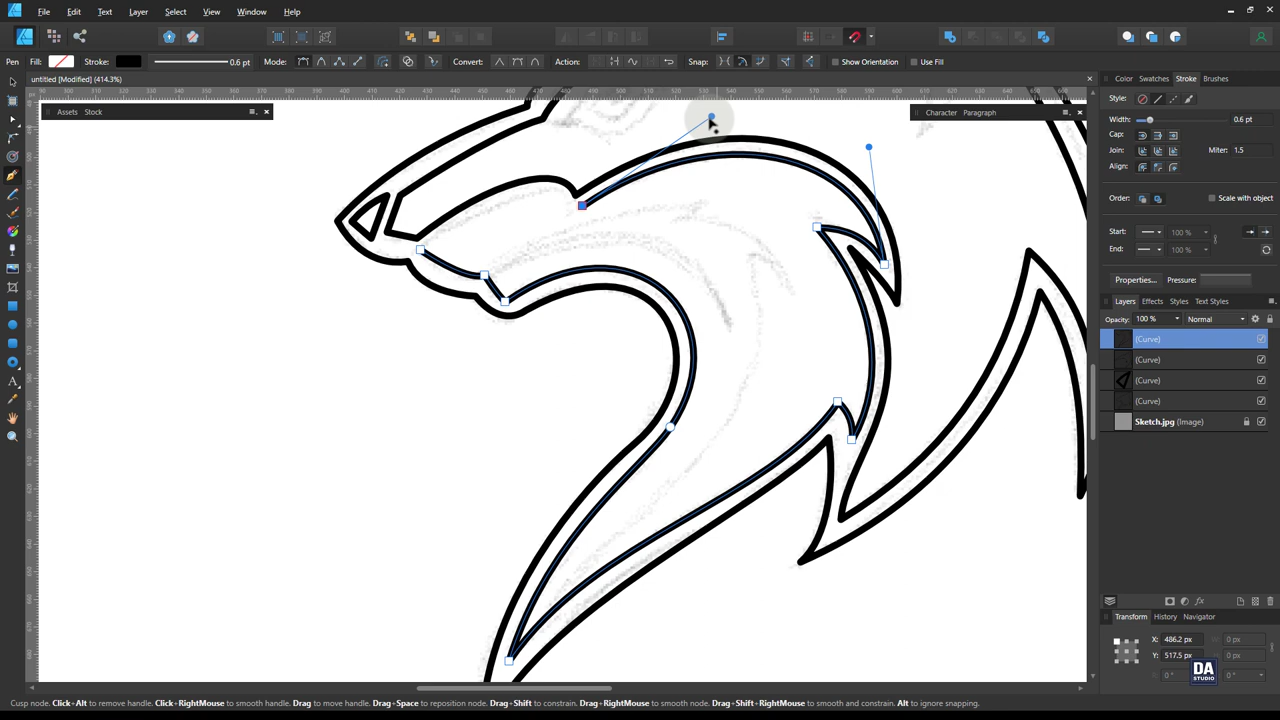 File Edit Text Layer Select View Window Help
Pen Fill: Stroke: 0.6 pt Mode: Convert: Action: Snap: Show Orientation Use Fill
untitled [Modified] (414.3%)
Color Swatches Stroke Brushes
Assets Stock
Character Paragraph
Style:
Width: 0.6 pt
Cap:
Join: Miter: 1.5
Align:
Order: Scale with object
Start: 100 %
End: 100 %
Properties... Pressure:
Layers Effects Styles Text Styles
Opacity: 100 % Normal
(Curve)
(Curve)
(Curve)
(Curve)
Sketch.jpg (Image)
Transform History Navigator
X: 486.2 px W: 0 px
Y: 517.5 px H: 0 px
DA
STUDIO
Cusp node. Click+Alt to remove handle. Click+RightMouse to smooth handle. Drag to move handle. Drag+Space to reposition node. Drag+Shift to constrain. Drag+RightMouse to smooth node. Drag+Shift+RightMouse to smooth and constrain. Alt to ignore snapping.